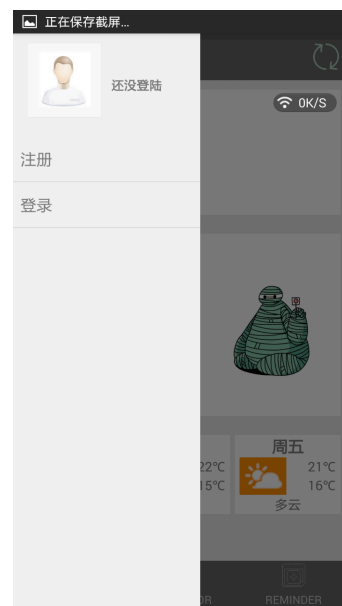 正在保存截屏...
还没登陆
0K/S
注册
登录
周五
22℃
15℃
21℃
16℃
多云
OR
REMINDER